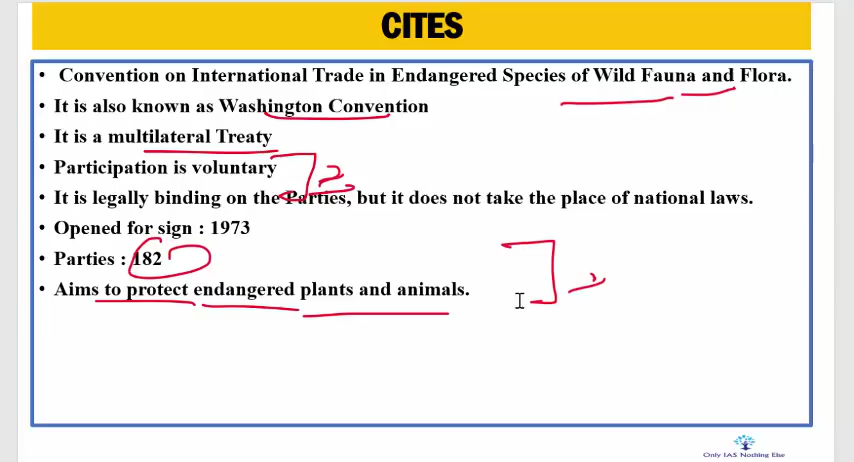 CITES
• Convention on International Trade in Endangered Species of Wild Fauna and Flora.
• It is also known as Washington Convention
• It is a multilateral Treaty
• Participation is voluntary
• It is legally binding on the Parties, but it does not take the place of national laws.
• Opened for sign : 1973
• Parties : 182
• Aims to protect endangered plants and animals.
Only IAS Nothing Else